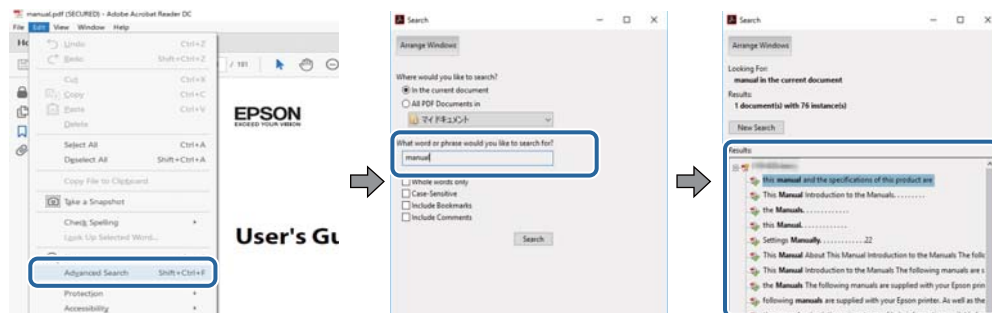 manual.pdf (SECURED) - Adobe Acrobat Reader DC
File Edit View Window Help
Undo Ctrl+Z
Redo Shift+Ctrl+Z
Cut Ctrl+X
Copy Ctrl+C
Paste Ctrl+V
Delete
Select All Ctrl+A
Deselect All Shift+Ctrl+A
Copy File to Clipboard
Take a Snapshot
Check Spelling
Look Up Selected Word...
Advanced Search Shift+Ctrl+F
Protection
Accessibility
/ 181
EPSON
EXCEED YOUR VISION
User's Gu
Search
Arrange Windows
Where would you like to search?
In the current document
All PDF Documents in
マイ ドキュメント
What word or phrase would you like to search for?
manual
Whole words only
Case-Sensitive
Include Bookmarks
Include Comments
Search
Search
Arrange Windows
Looking For:
manual in the current document
Results:
1 document(s) with 76 instance(s)
New Search
Results:
this manual and the specifications of this product are
This Manual Introduction to the Manuals. . . . . . . . .
the Manuals. . . . . . . . . . . . .
this Manual. . . . . . . . . . . . .
Settings Manually. . . . . . . . . . . . .22
This Manual About This Manual Introduction to the Manuals The follo
This Manual Introduction to the Manuals The following manuals are s
the Manuals The following manuals are supplied with your Epson prin
following manuals are supplied with your Epson printer. As well as the